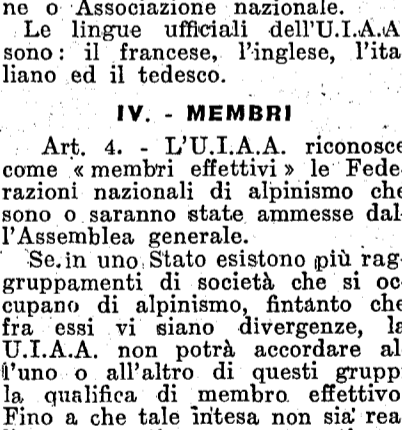 ne o Associazione nazionale.
Le lingue ufficiali dell'U.I.A.A
sono: il francese, l'inglese, l'ita
liano ed il tedesco.
IV. - MEMBRI
Art. 4. - L'U.I.A.A. riconosce
come « membri effettivi » le Fede
razioni nazionali di alpinismo che
sono o saranno state ammesse dal
l'Assemblea generale.
Se in uno Stato esistono più rag
gruppamenti di società che si oc
cupano di alpinismo, fintanto che
fra essi vi siano divergenze, la
U.I.A.A. non potrà accordare al
l'uno o all'altro di questi grupp
la qualifica di membro effettivo
Fino a che tale intesa non sia rea